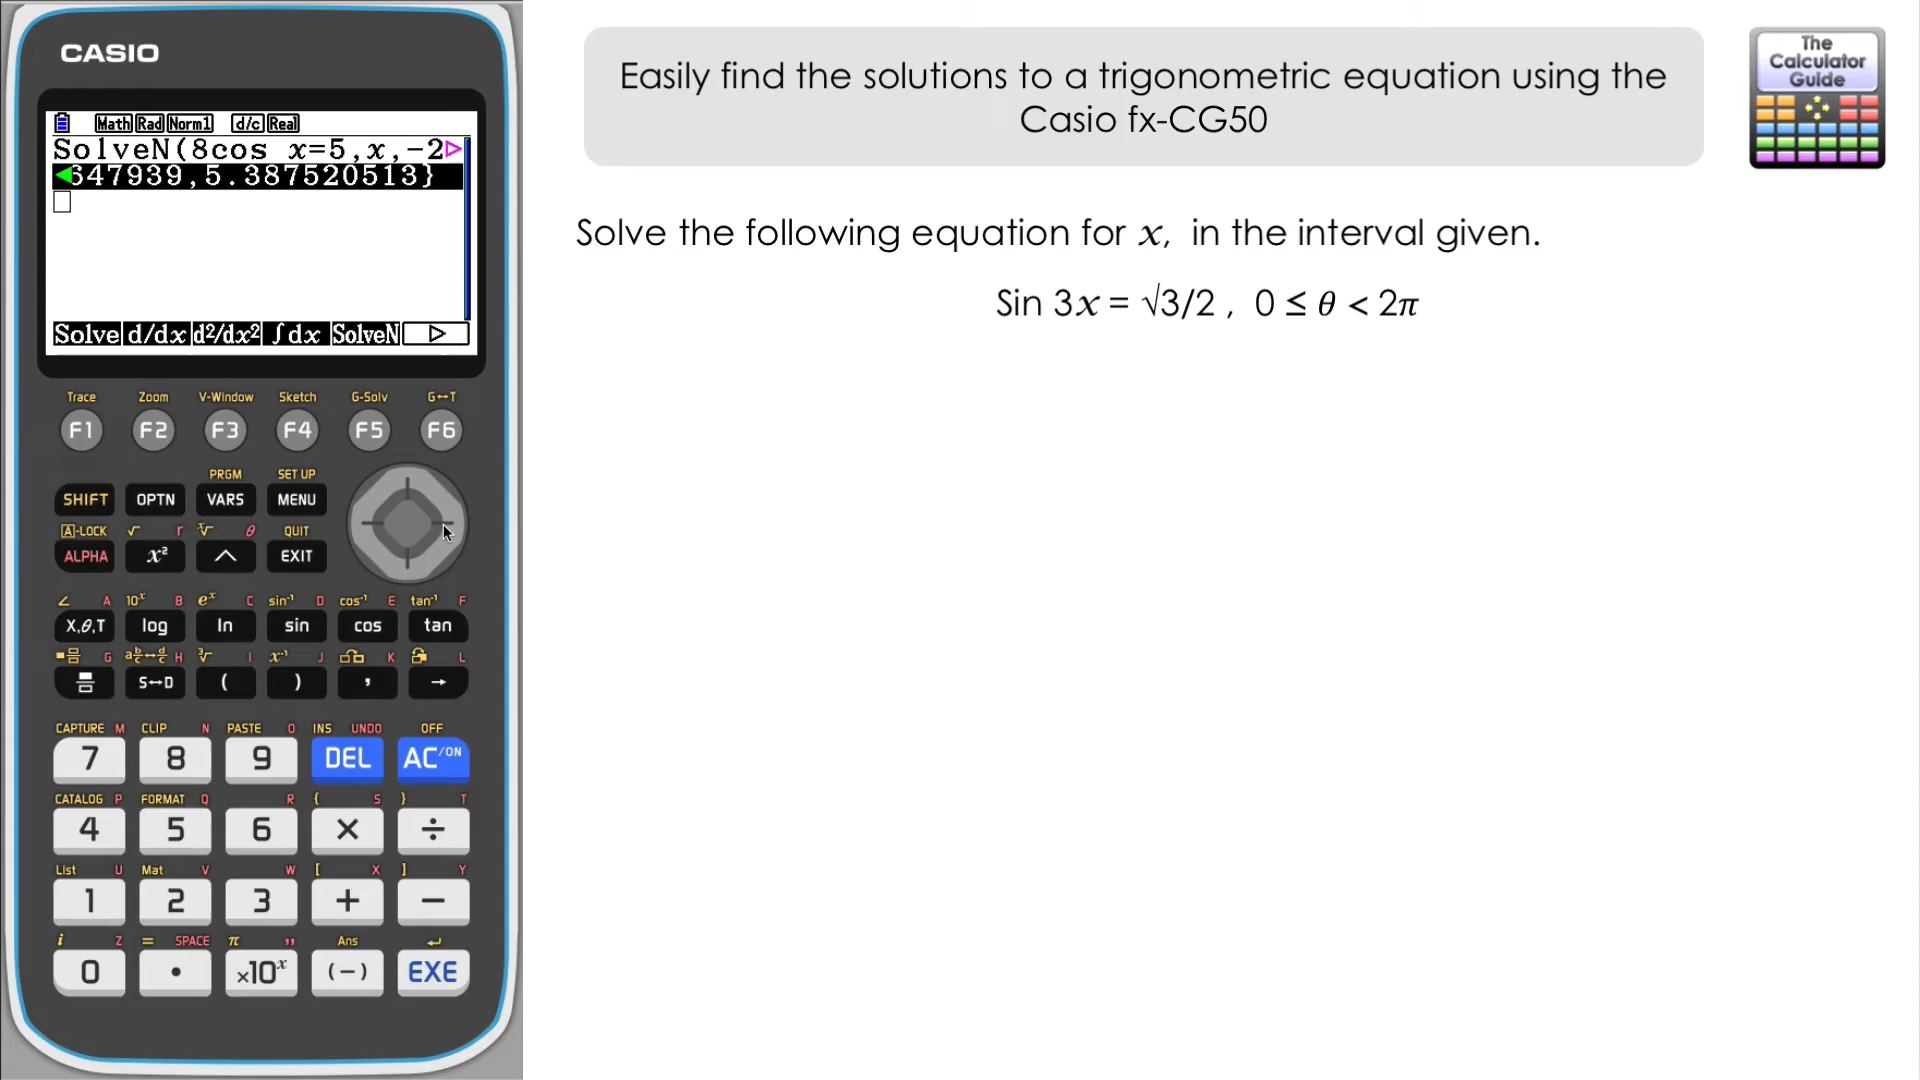 CASIO
Math Rad Norm1 d/c Real
SolveN(8cos x=5,x,-2
347939,5.387520513}
Solve d/dx d2/dx2 ∫dx SolveN ▷
Trace Zoom V-Window Sketch G-Solv G↔T
F1 F2 F3 F4 F5 F6
PRGM SET UP
SHIFT OPTN VARS MENU
A-LOCK √ r ˣ√ θ QUIT
ALPHA x² ^ EXIT
∠ A 10ˣ B eˣ C sin⁻¹ D cos⁻¹ E tan⁻¹ F
X,θ,T log ln sin cos tan
G a b/c↔d/c H ³√ I x⁻¹ J K L
S↔D ( ) , →
CAPTURE M CLIP N PASTE O INS UNDO OFF
7 8 9 DEL AC/ON
CATALOG P FORMAT Q R { S } T
4 5 6 × ÷
List U Mat V W [ X ] Y
1 2 3 + −
i Z = SPACE π " Ans ↵
0 • ×10ˣ (−) EXE
Easily find the solutions to a trigonometric equation using the
Casio fx-CG50
The
Calculator
Guide
Solve the following equation for x, in the interval given.
Sin 3x = √3/2 , 0 ≤ θ < 2π